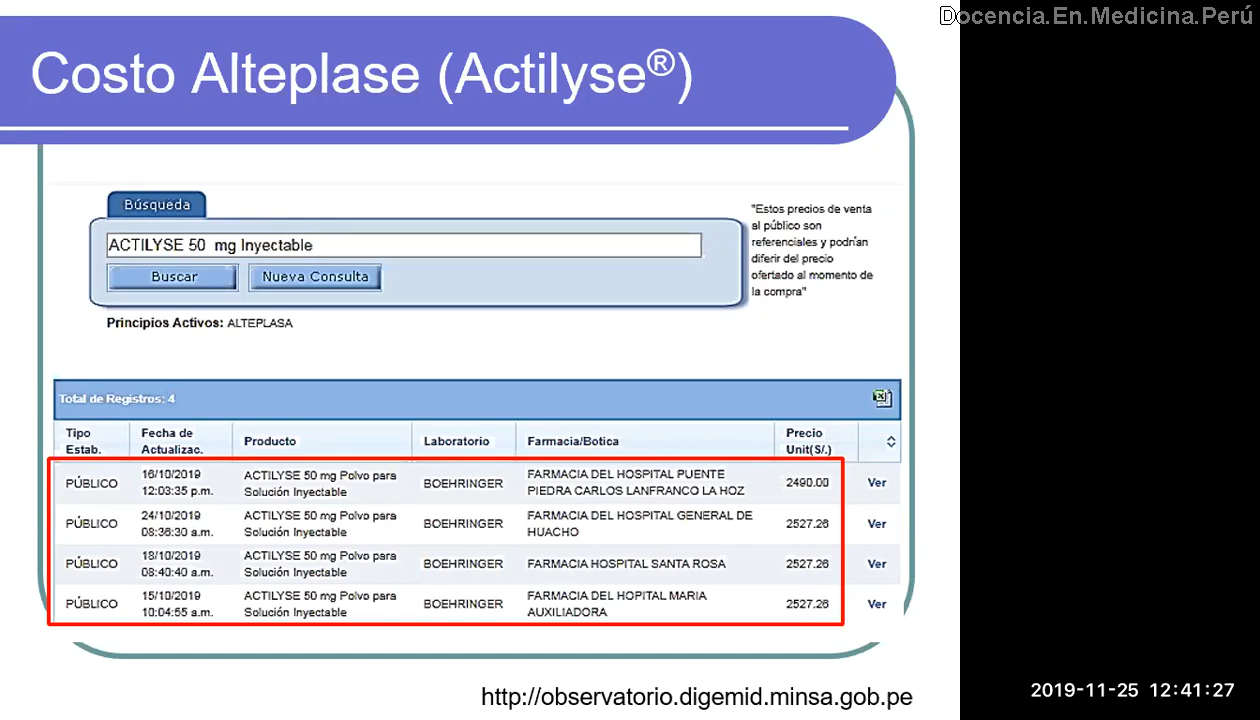 Docencia.En.Medicina.Perú
Costo Alteplase (Actilyse®)
Búsqueda
ACTILYSE 50 mg Inyectable
Buscar Nueva Consulta
"Estos precios de venta
al público son
referenciales y podrían
diferir del precio
ofertado al momento de
la compra"
Principios Activos: ALTEPLASA
Total de Registros: 4
Tipo Estab. Fecha de Actualizac. Producto Laboratorio Farmacia/Botica Precio Unit(S/.)
PÚBLICO 16/10/2019 12:03:35 p.m. ACTILYSE 50 mg Polvo para Solución Inyectable BOEHRINGER FARMACIA DEL HOSPITAL PUENTE PIEDRA CARLOS LANFRANCO LA HOZ 2490.00 Ver
PÚBLICO 24/10/2019 08:36:30 a.m. ACTILYSE 50 mg Polvo para Solución Inyectable BOEHRINGER FARMACIA DEL HOSPITAL GENERAL DE HUACHO 2527.26 Ver
PÚBLICO 18/10/2019 08:40:40 a.m. ACTILYSE 50 mg Polvo para Solución Inyectable BOEHRINGER FARMACIA HOSPITAL SANTA ROSA 2527.26 Ver
PÚBLICO 15/10/2019 10:04:55 a.m. ACTILYSE 50 mg Polvo para Solución Inyectable BOEHRINGER FARMACIA DEL HOPITAL MARIA AUXILIADORA 2527.26 Ver
http://observatorio.digemid.minsa.gob.pe
2019-11-25 12:41:27